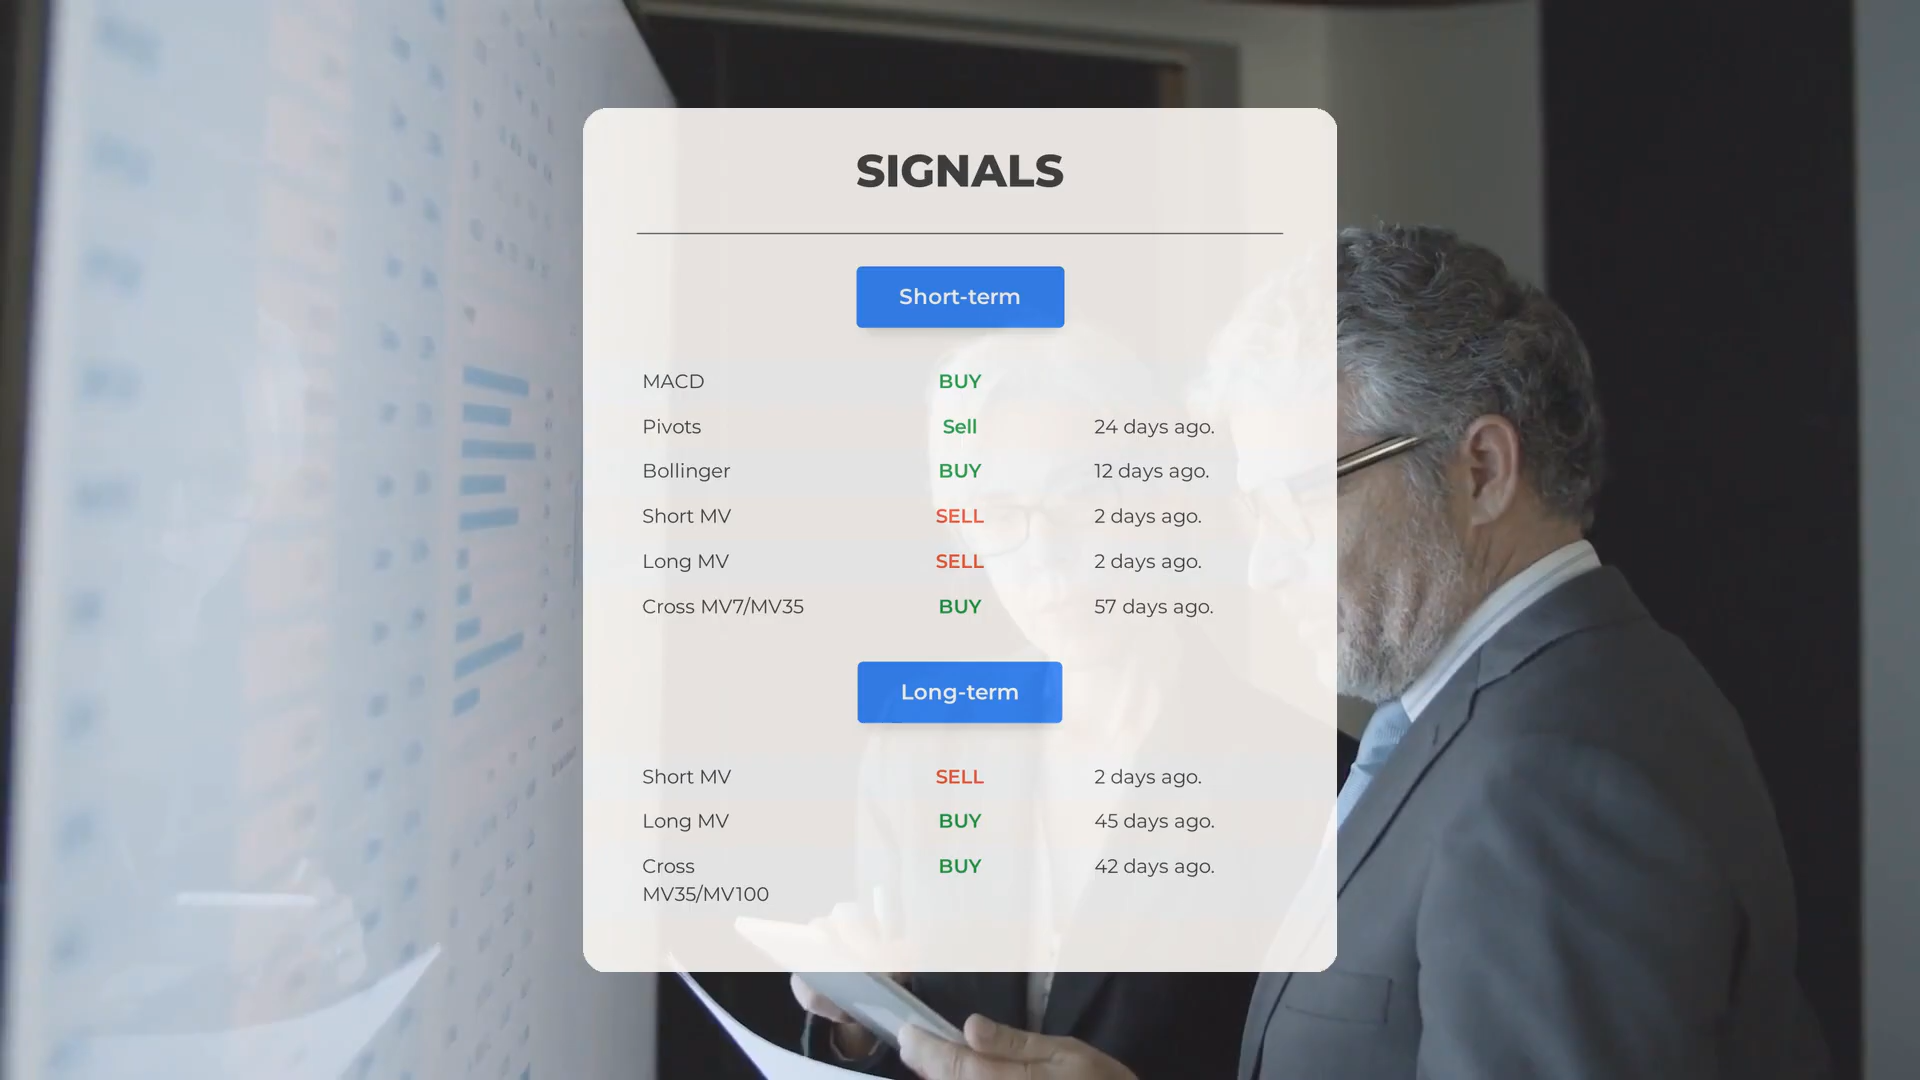 SIGNALS
Short-term
MACD BUY
Pivots Sell 24 days ago.
Bollinger BUY 12 days ago.
Short MV SELL 2 days ago.
Long MV SELL 2 days ago.
Cross MV7/MV35 BUY 57 days ago.
Long-term
Short MV SELL 2 days ago.
Long MV BUY 45 days ago.
Cross BUY 42 days ago.
MV35/MV100